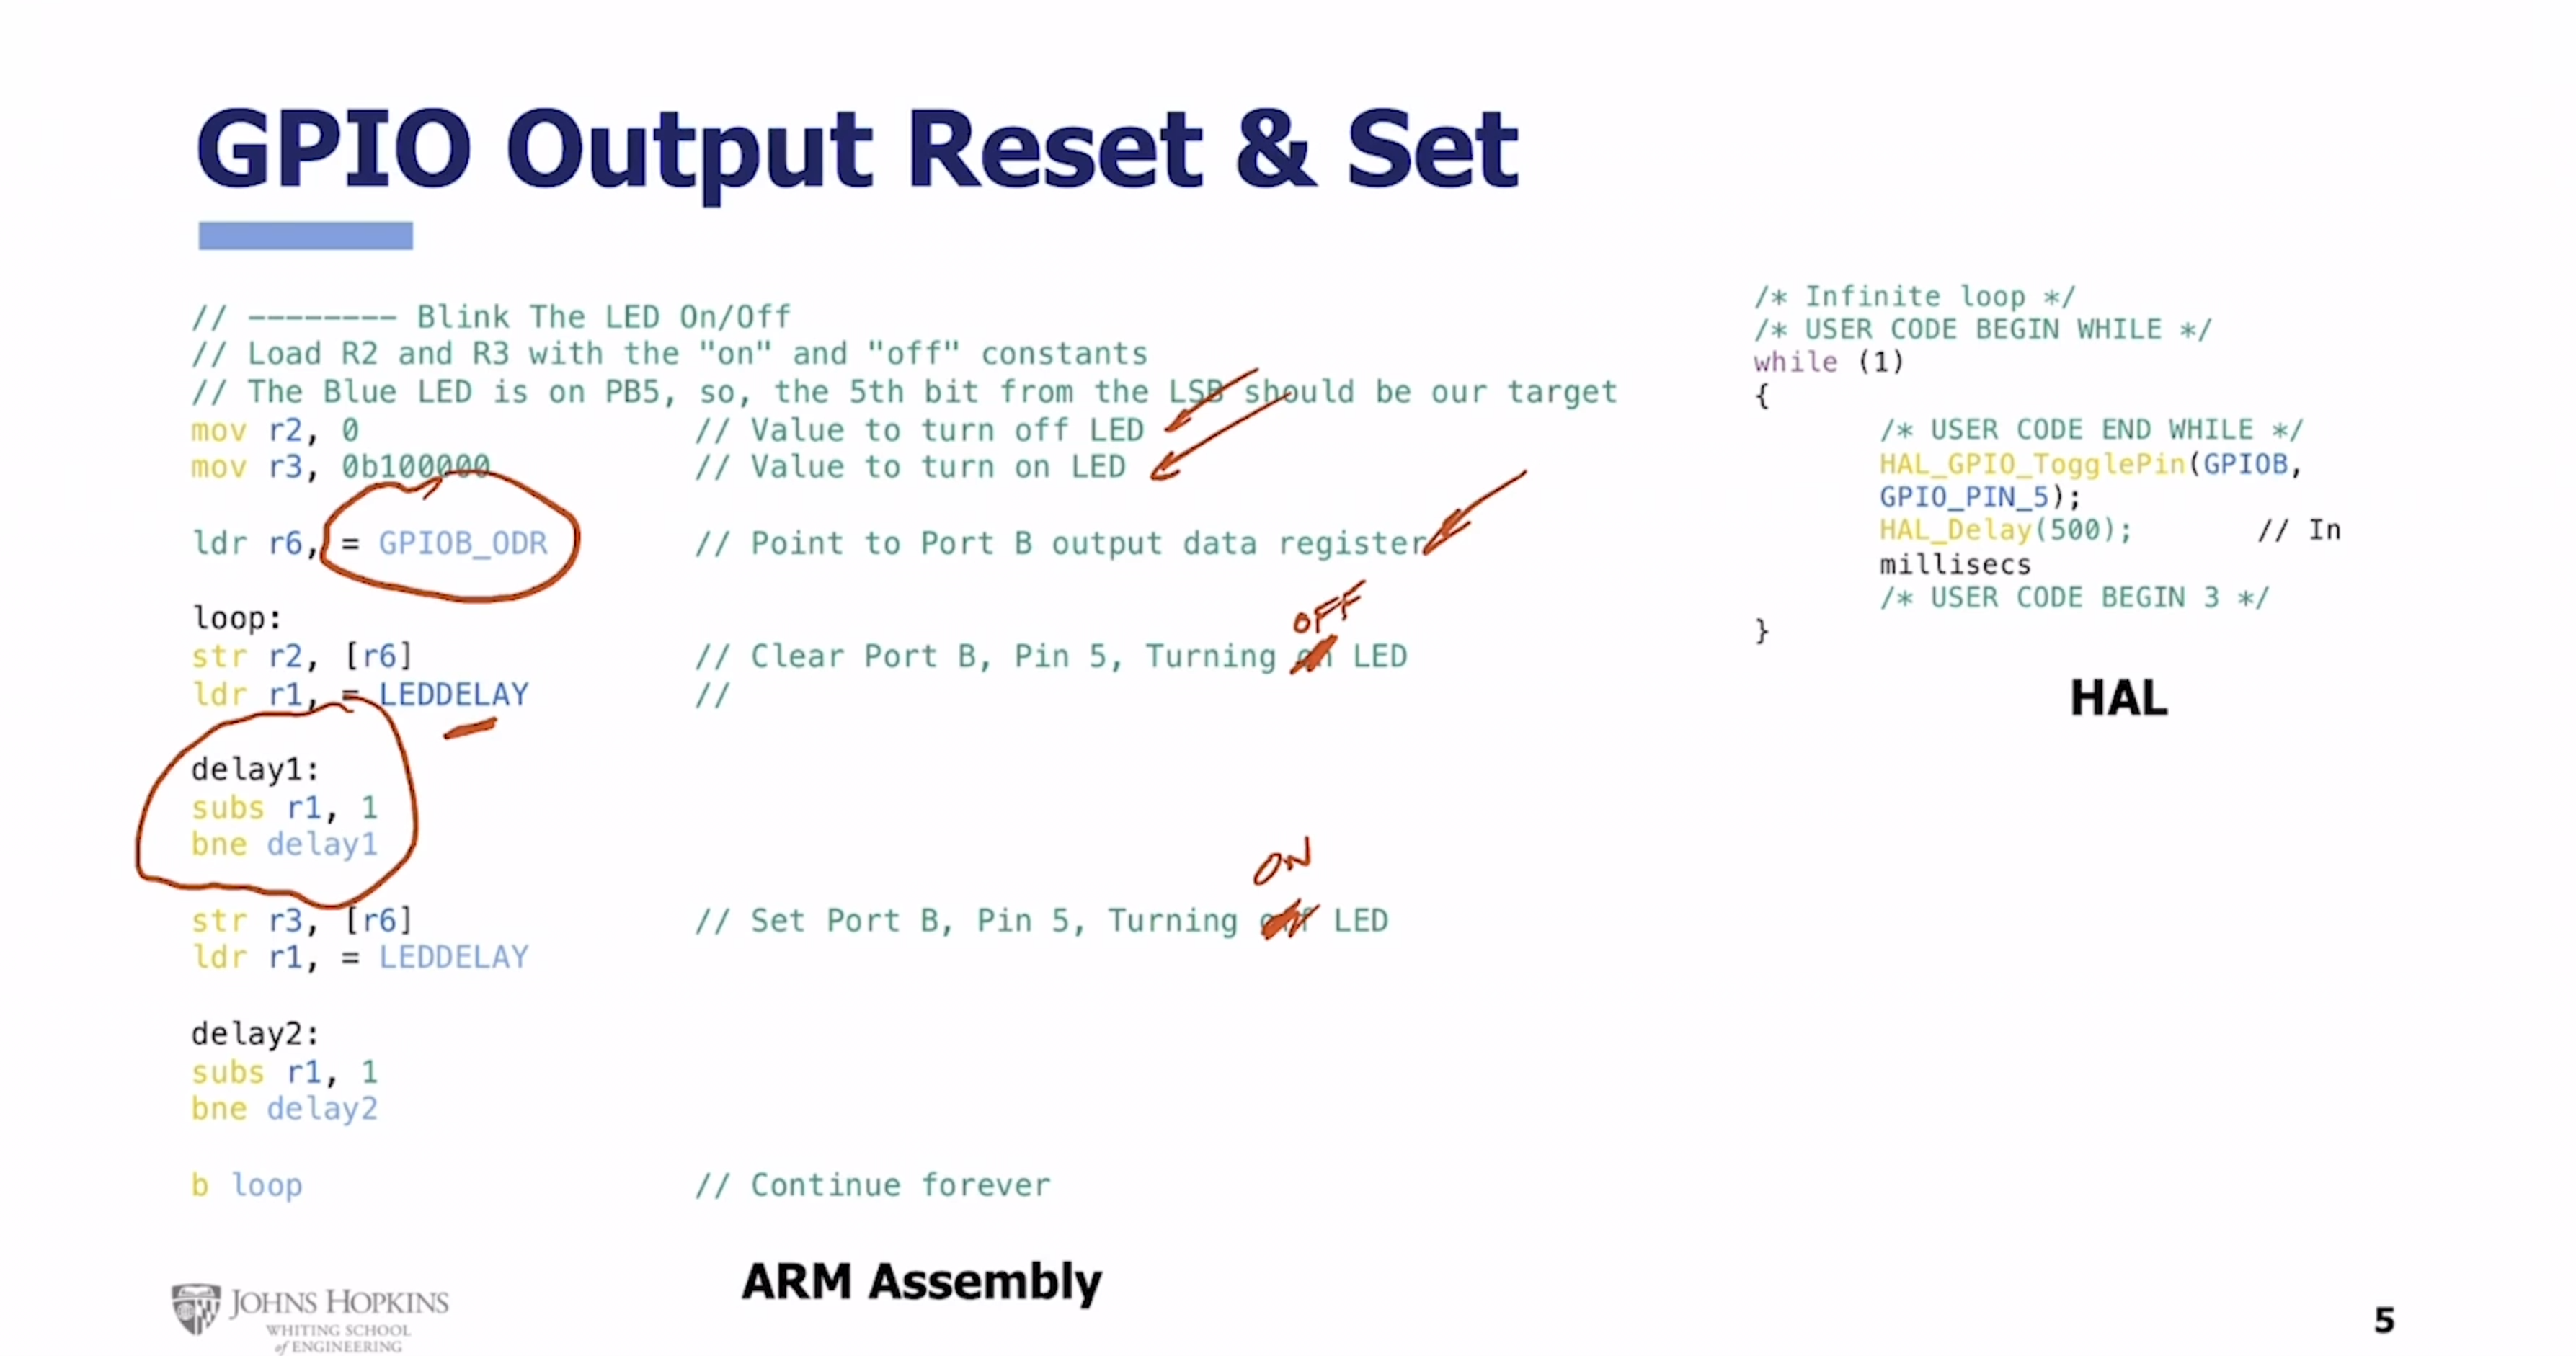 GPIO Output Reset & Set
// -------- Blink The LED On/Off
// Load R2 and R3 with the "on" and "off" constants
// The Blue LED is on PB5, so, the 5th bit from the LSB should be our target
mov r2, 0 // Value to turn off LED
mov r3, 0b100000 // Value to turn on LED
ldr r6, = GPIOB_ODR // Point to Port B output data register
OFF
loop:
str r2, [r6] // Clear Port B, Pin 5, Turning on LED
ldr r1, = LEDDELAY //
delay1:
subs r1, 1
bne delay1
ON
str r3, [r6] // Set Port B, Pin 5, Turning off LED
ldr r1, = LEDDELAY
delay2:
subs r1, 1
bne delay2
b loop // Continue forever
ARM Assembly
/* Infinite loop */
/* USER CODE BEGIN WHILE */
while (1)
{
/* USER CODE END WHILE */
HAL_GPIO_TogglePin(GPIOB,
GPIO_PIN_5);
HAL_Delay(500); // In
millisecs
/* USER CODE BEGIN 3 */
}
HAL
JOHNS HOPKINS
WHITING SCHOOL
of ENGINEERING
5